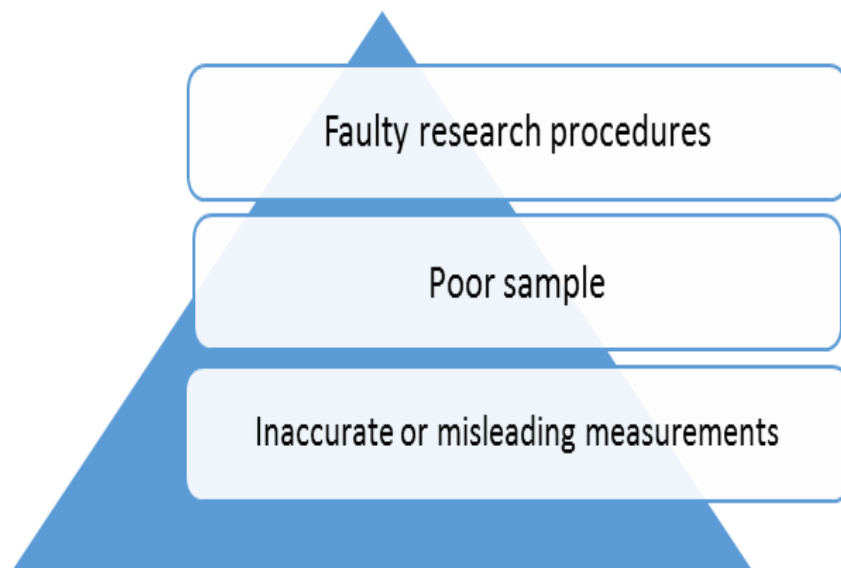 Faulty research procedures
Poor sample
Inaccurate or misleading measurements